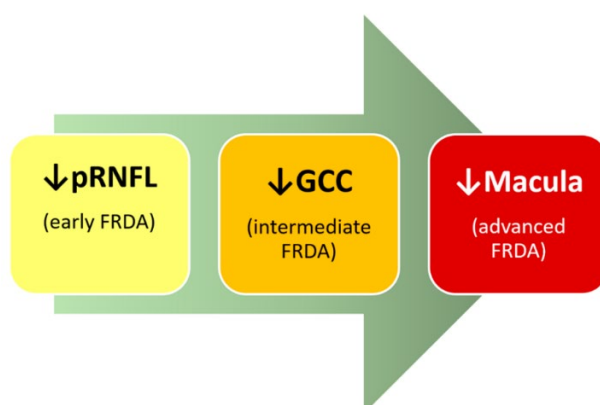 ↓pRNFL
(early FRDA)
↓GCC
(intermediate
FRDA)
↓Macula
(advanced
FRDA)